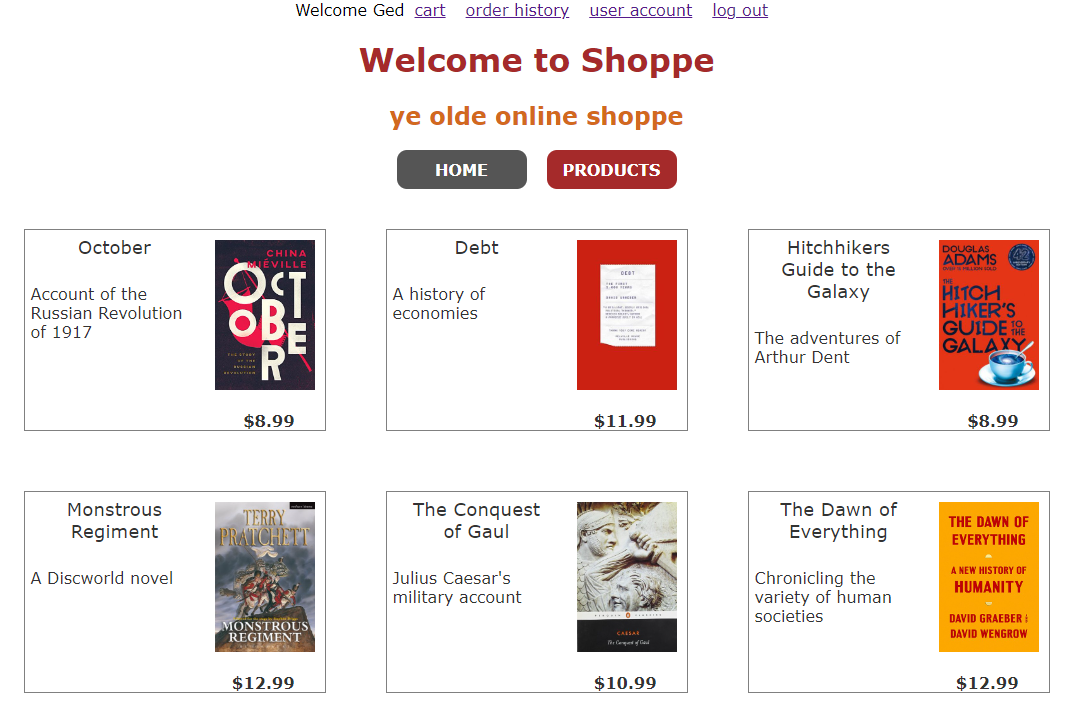 Welcome Ged cart order history user account log out
Welcome to Shoppe
ye olde online shoppe
HOME PRODUCTS
October
Account of the
Russian Revolution
of 1917
CHINA
MIÉVILLE
OCTOBER
THE STORY
OF THE
RUSSIAN
REVOLUTION
$8.99
Debt
A history of
economies
DEBT
THE FIRST
5,000 YEARS
DAVID GRAEBER
$11.99
Hitchhikers
Guide to the
Galaxy
The adventures of
Arthur Dent
DOUGLAS
ADAMS
42
THE
HITCH
HIKER'S
GUIDE TO THE
GALAXY
$8.99
Monstrous
Regiment
A Discworld novel
TERRY
PRATCHETT
MONSTROUS
REGIMENT
$12.99
The Conquest
of Gaul
Julius Caesar's
military account
PENGUIN CLASSICS
CAESAR
The Conquest of Gaul
$10.99
The Dawn of
Everything
Chronicling the
variety of human
societies
THE DAWN OF
EVERYTHING
A NEW HISTORY OF
HUMANITY
DAVID GRAEBER &
DAVID WENGROW
$12.99